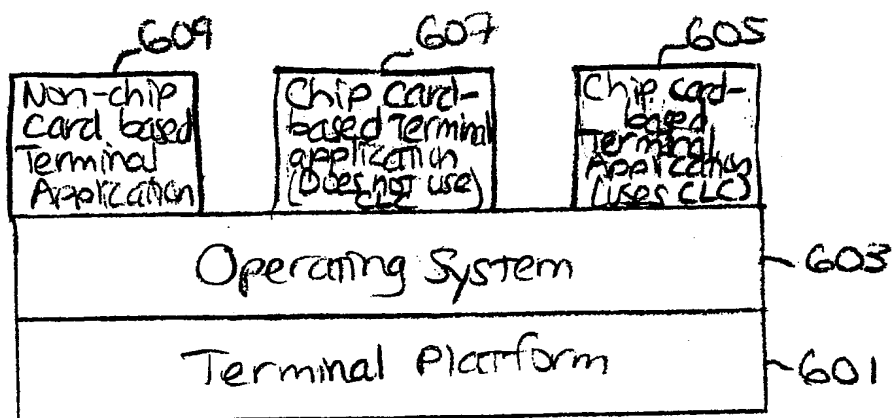 609
607
605
Non-chip
card based
Terminal
Application
Chip Card-
based Terminal
application
(Does not use)
CLC
Chip card-
based
Terminal
Application
(uses CLC)
Operating System
603
Terminal Platform
601